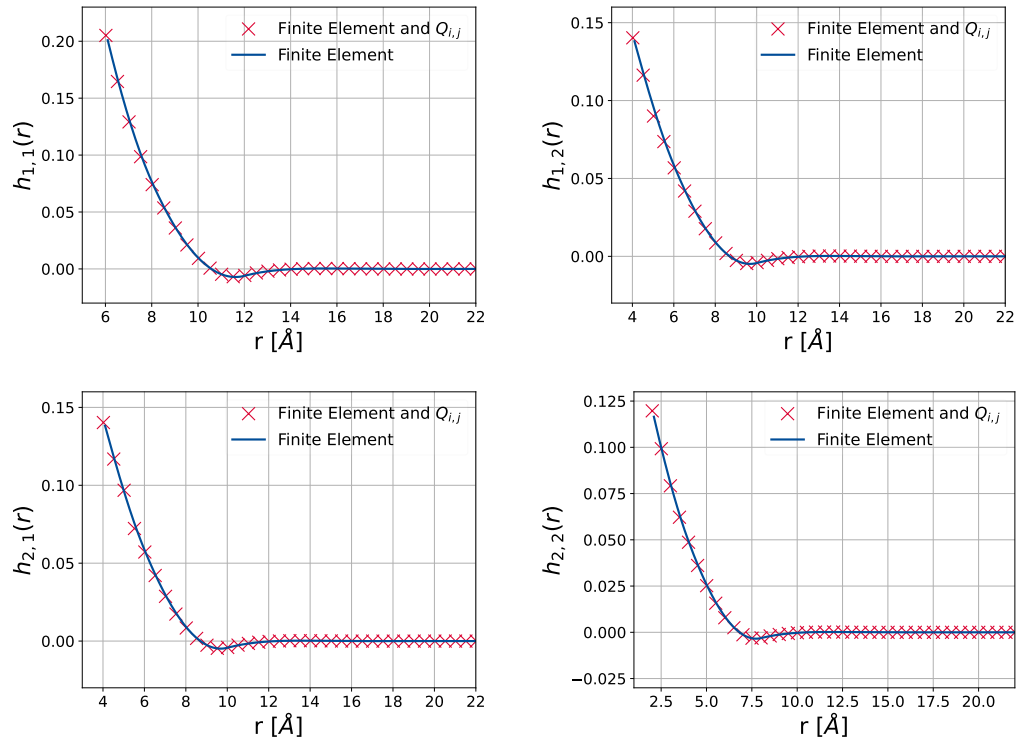 Finite Element and Q_{i,j}
Finite Element
h_{1,1}(r)
0.20
0.15
0.10
0.05
0.00
6 8 10 12 14 16 18 20 22
r [Å]
Finite Element and Q_{i,j}
Finite Element
h_{1,2}(r)
0.15
0.10
0.05
0.00
4 6 8 10 12 14 16 18 20 22
r [Å]
Finite Element and Q_{i,j}
Finite Element
h_{2,1}(r)
0.15
0.10
0.05
0.00
4 6 8 10 12 14 16 18 20 22
r [Å]
Finite Element and Q_{i,j}
Finite Element
h_{2,2}(r)
0.125
0.100
0.075
0.050
0.025
0.000
−0.025
2.5 5.0 7.5 10.0 12.5 15.0 17.5 20.0
r [Å]